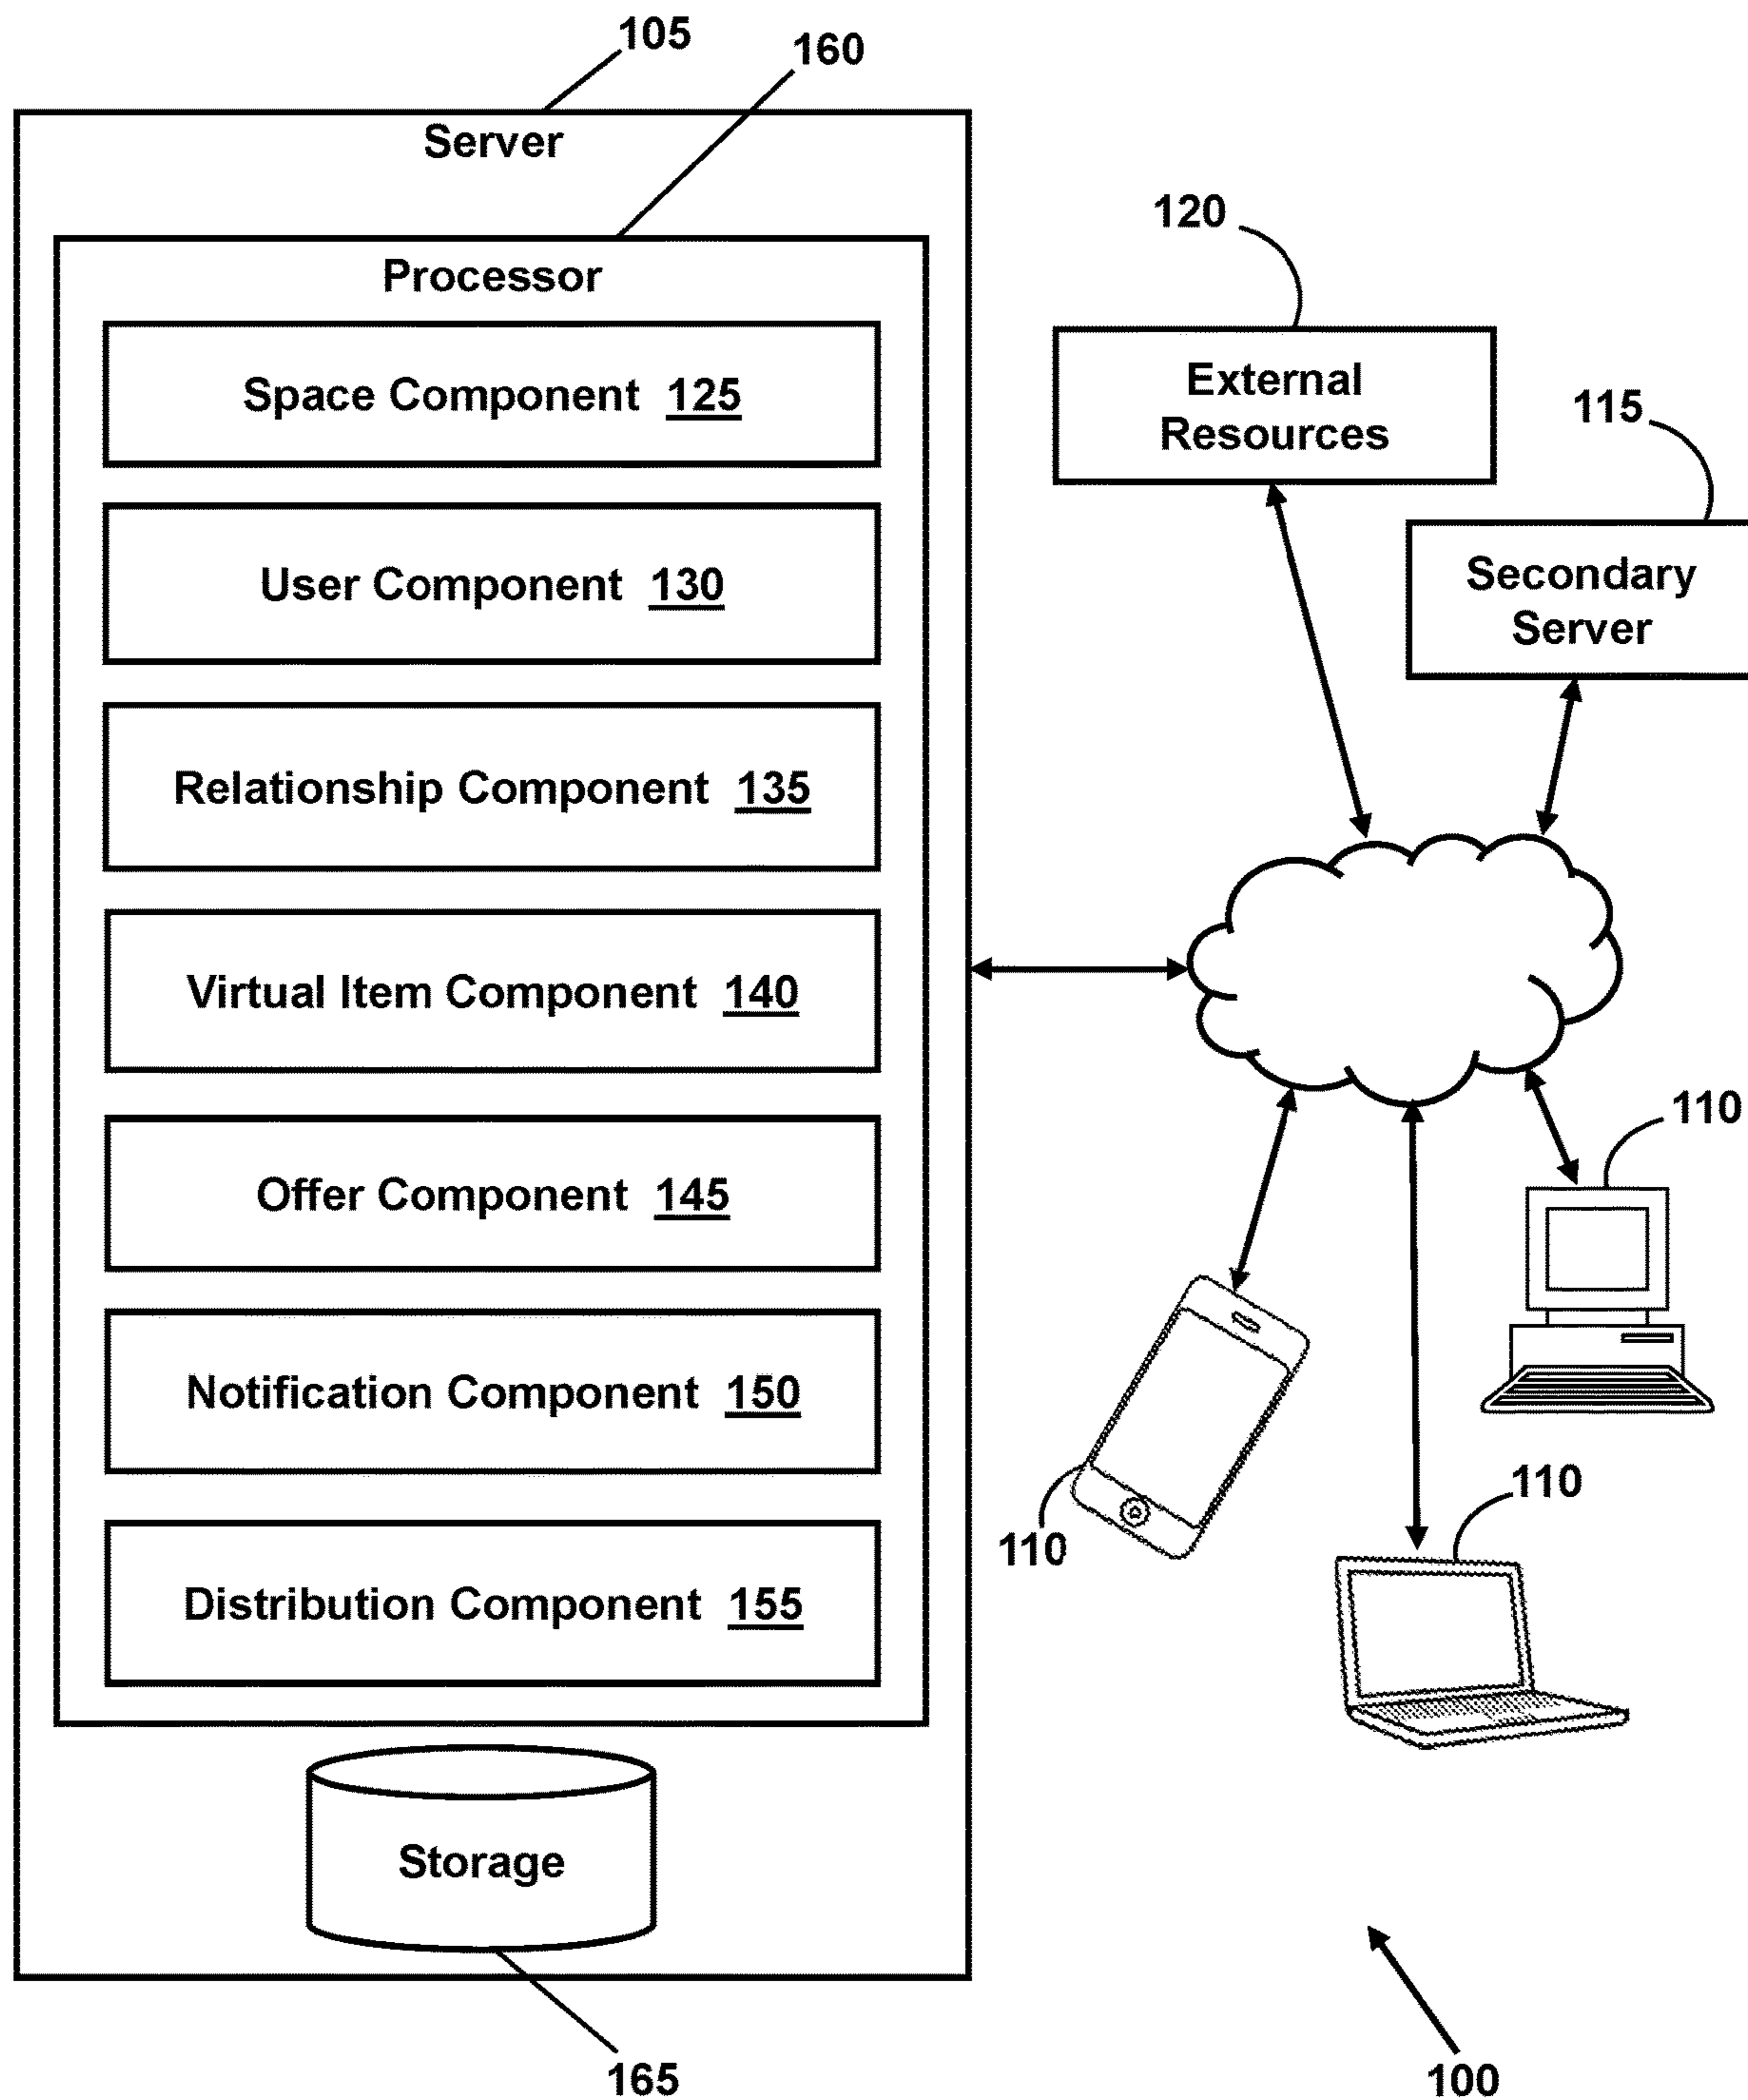 105
160
Server
Processor
Space Component 125
User Component 130
Relationship Component 135
Virtual Item Component 140
Offer Component 145
Notification Component 150
Distribution Component 155
Storage
165
120
External
Resources
115
Secondary
Server
110
110
110
100